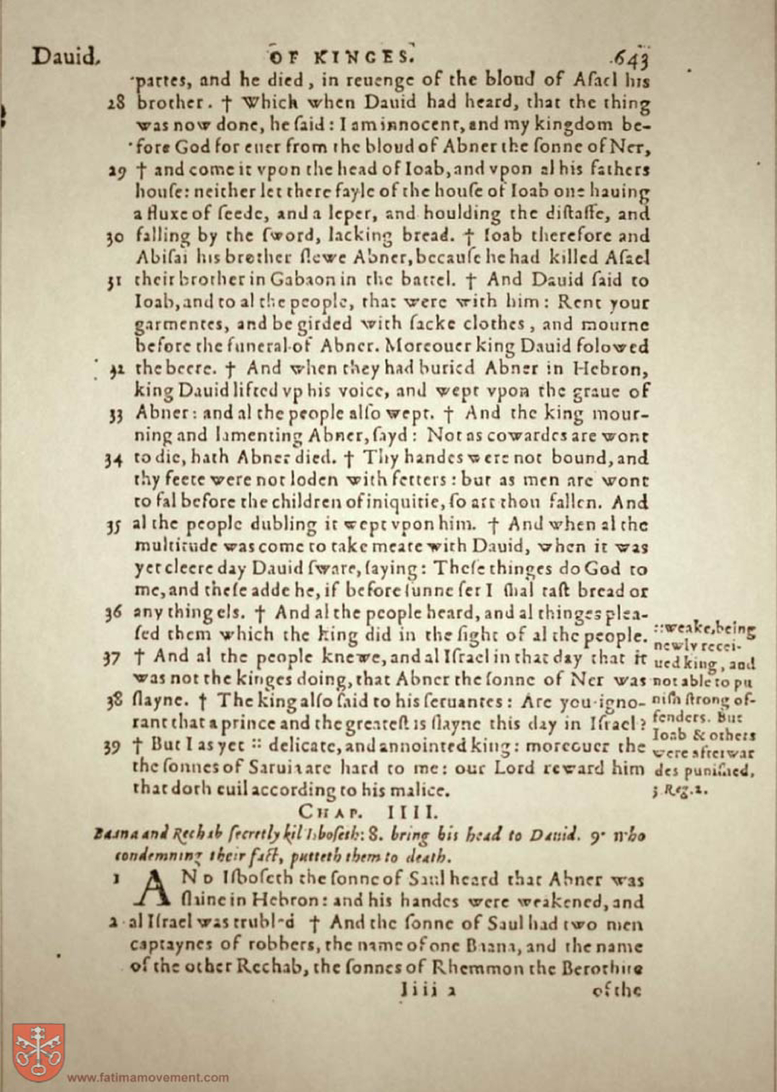 Dauid.
OF KINGES.
643
partes, and he died, in reuenge of the bloud of Aſael his
28 brother. † Which when Dauid had heard, that the thing
was now done, he ſaid: I am innocent, and my kingdom be-
fore God for euer from the bloud of Abner the ſonne of Ner,
29 † and come it vpon the head of Ioab, and vpon al his fathers
houſe: neither let there fayle of the houſe of Ioab one hauing
a fluxe of ſeede, and a leper, and houlding the diſtaffe, and
30 falling by the ſword, lacking bread. † Ioab therefore and
Abiſai his brother ſlewe Abner, becauſe he had killed Aſael
31 their brother in Gabaon in the battel. † And Dauid ſaid to
Ioab, and to al the people, that were with him: Rent your
garmentes, and be girded with ſacke clothes, and mourne
before the funeral of Abner. Moreouer king Dauid folowed
32 the beere. † And when they had buried Abner in Hebron,
king Dauid lifted vp his voice, and wept vpon the graue of
33 Abner: and al the people alſo wept. † And the king mour-
ning and lamenting Abner, ſayd: Not as cowardes are wont
34 to die, hath Abner died. † Thy handes were not bound, and
thy feete were not loden with fetters: but as men are wont
to fal before the children of iniquitie, ſo art thou fallen. And
35 al the people dubling it wept vpon him. † And when al the
multitude was come to take meate with Dauid, when it was
yet cleere day Dauid ſware, ſaying: Theſe thinges do God to
me, and theſe adde he, if before ſunne ſet I ſhal taſt bread or
36 any thing els. † And al the people heard, and al thinges plea-
ſed them which the king did in the ſight of al the people.
37 † And al the people knewe, and al Iſrael in that day that it
was not the kinges doing, that Abner the ſonne of Ner was
38 ſlayne. † The king alſo ſaid to his ſeruantes: Are you igno-
rant that a prince and the greateſt is ſlayne this day in Iſrael?
39 † But I as yet :: delicate, and annointed king: moreouer the
the ſonnes of Saruia are hard to me: our Lord reward him
that doth euil according to his malice.
::weake, being
newly recei-
ued king, and
not able to pu
niſh ſtrong of-
fenders. But
Ioab & others
were afterwar
des puniſhed,
3 Reg. 2.
CHAP. IIII.
Baana and Rechab ſecretly kil Iſboſeth: 8. bring his head to Dauid. 9. who
condemning their fact, putteth them to death.
1 AND Iſboſeth the ſonne of Saul heard that Abner was
ſlaine in Hebron: and his handes were weakened, and
2 al Iſrael was trubled † And the ſonne of Saul had two men
captaynes of robbers, the name of one Baana, and the name
of the other Rechab, the ſonnes of Rhemmon the Berothite
Iiii 2
of the
www.fatimamovement.com